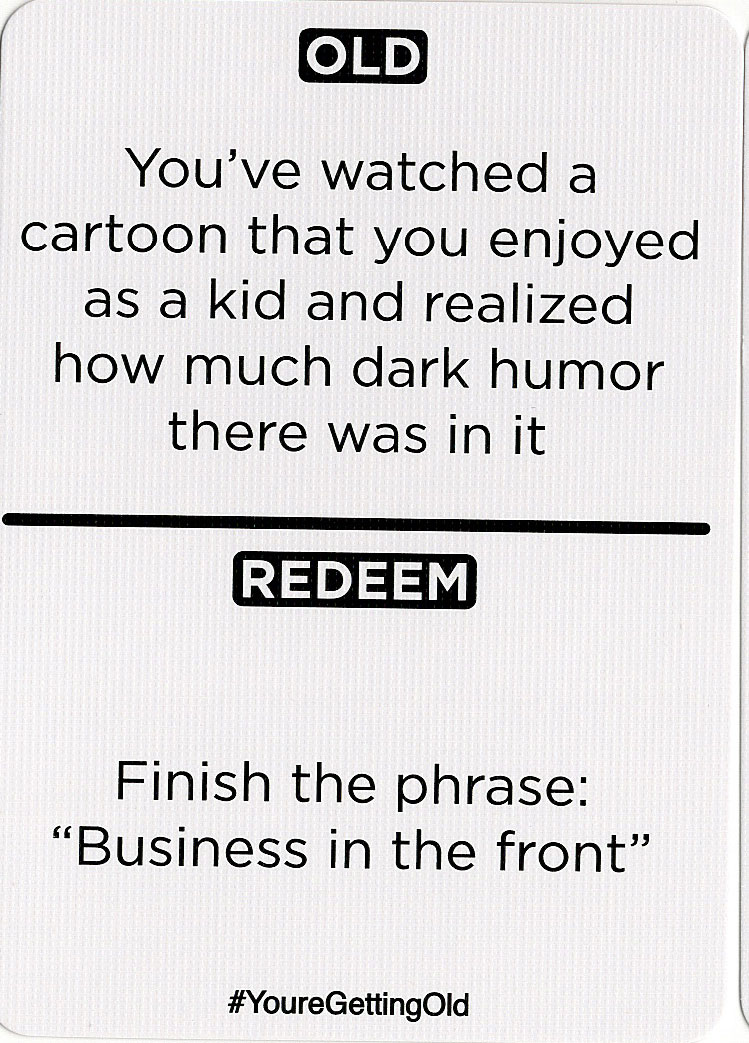 OLD
You’ve watched a
cartoon that you enjoyed
as a kid and realized
how much dark humor
there was in it
REDEEM
Finish the phrase:
“Business in the front”
#YoureGettingOld